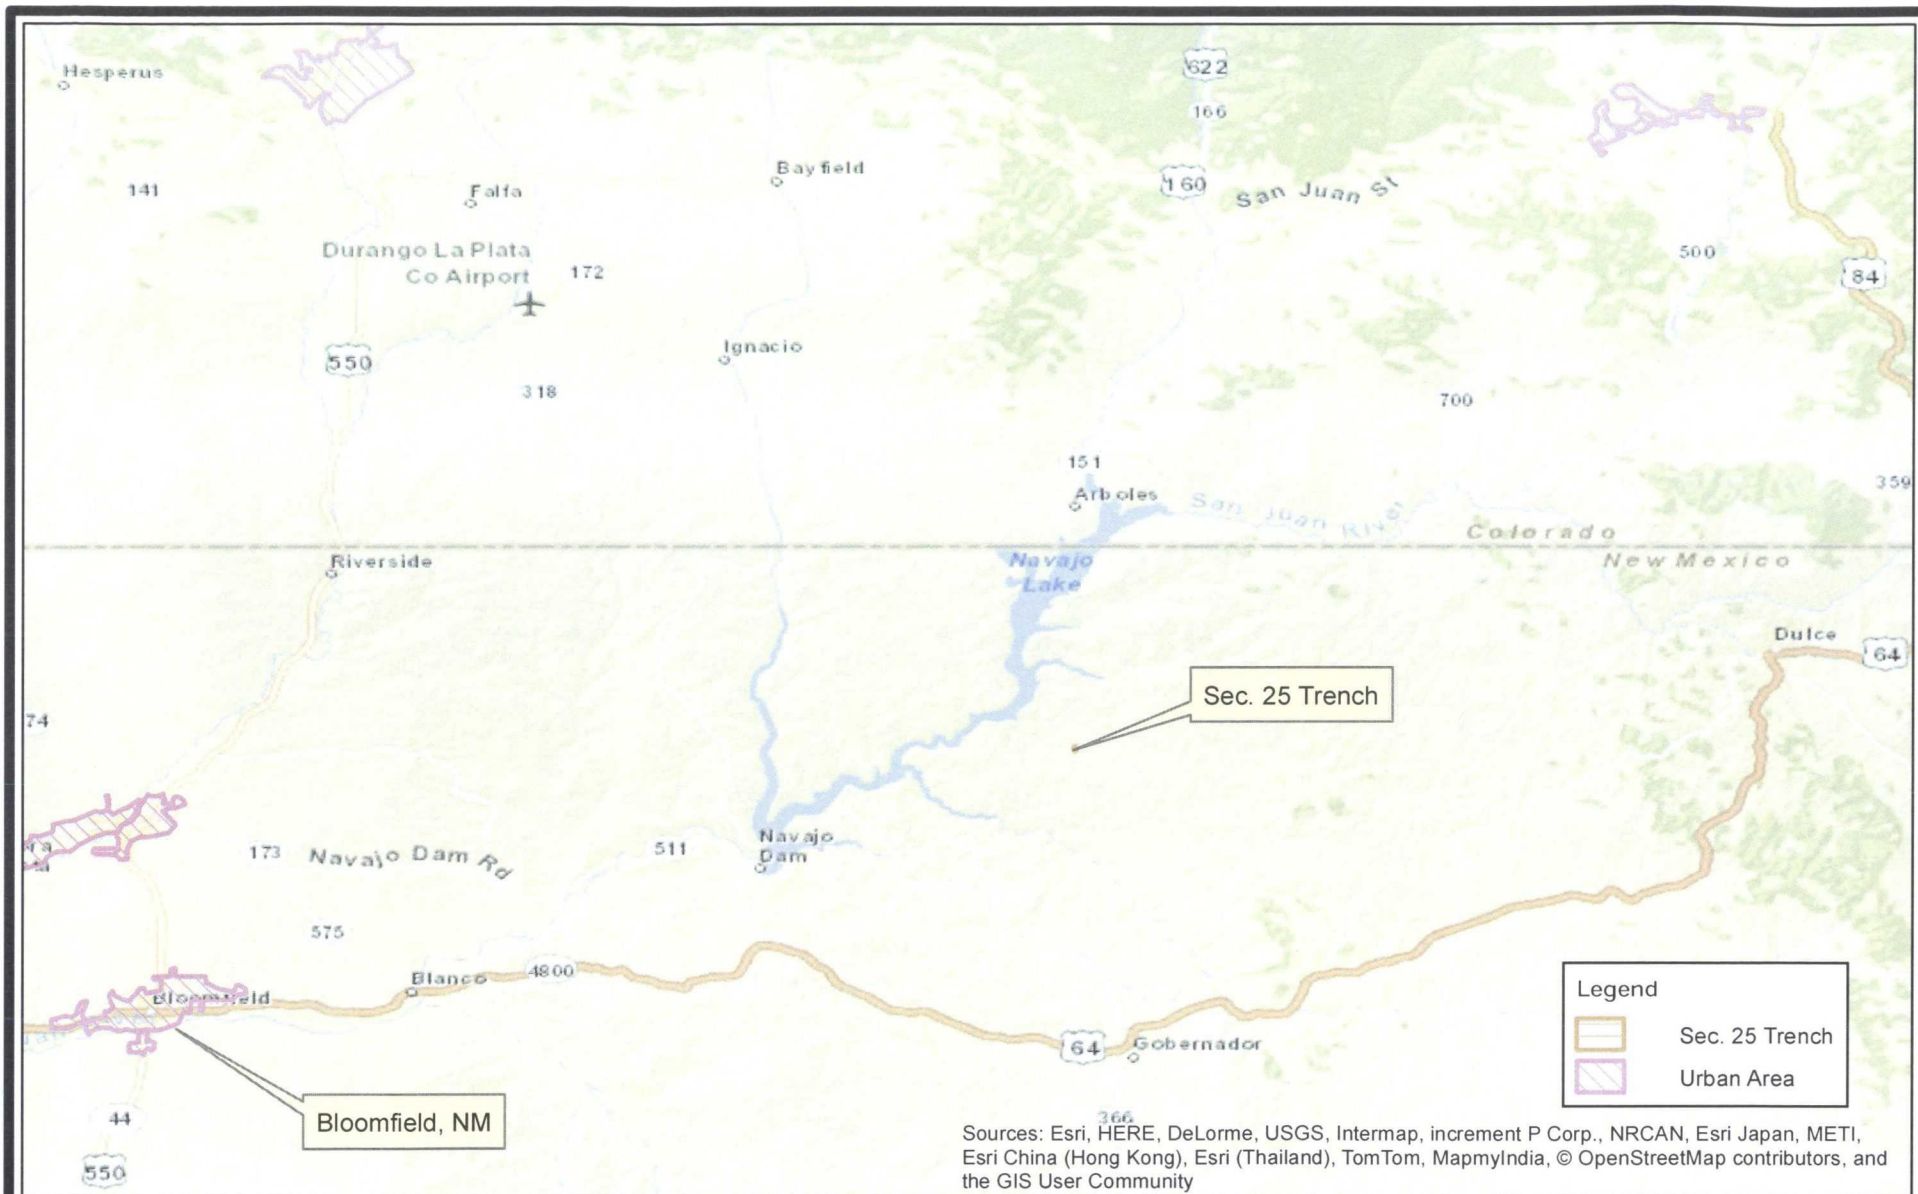 Hesperus
622
166
141
Falfa
Bayfield
160
San Juan St
Durango La Plata
Co Airport
172
500
84
550
Ignacio
318
700
151
Arboles
San Juan River
359
Colorado
New Mexico
Riverside
Navajo
Lake
Dulce
64
Sec. 25 Trench
74
173
Navajo Dam Rd
511
Navajo
Dam
575
Blanco
4800
Bloomfield
64
Gobernador
Legend
Sec. 25 Trench
Urban Area
Bloomfield, NM
44
550
366
Sources: Esri, HERE, DeLorme, USGS, Intermap, increment P Corp., NRCAN, Esri Japan, METI,
Esri China (Hong Kong), Esri (Thailand), TomTom, MapmyIndia, © OpenStreetMap contributors, and
the GIS User Community